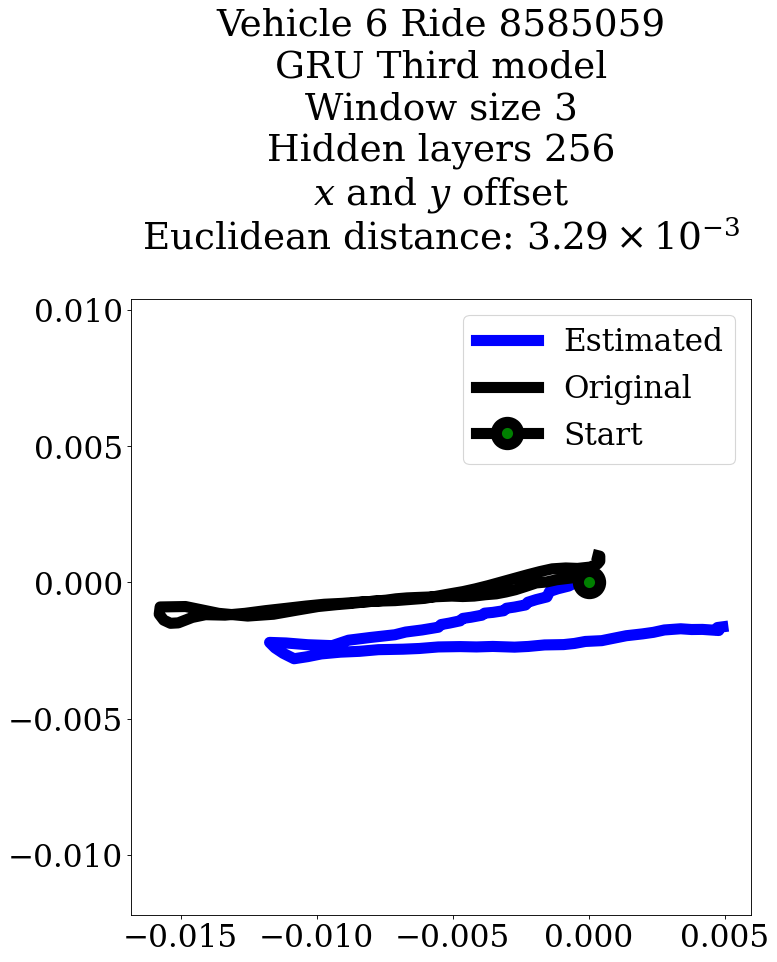 Vehicle 6 Ride 8585059
GRU Third model
Window size 3
Hidden layers 256
x and y offset
Euclidean distance: 3.29 × 10⁻³
0.010
0.005
0.000
−0.005
−0.010
Estimated
Original
Start
−0.015 −0.010 −0.005 0.000 0.005